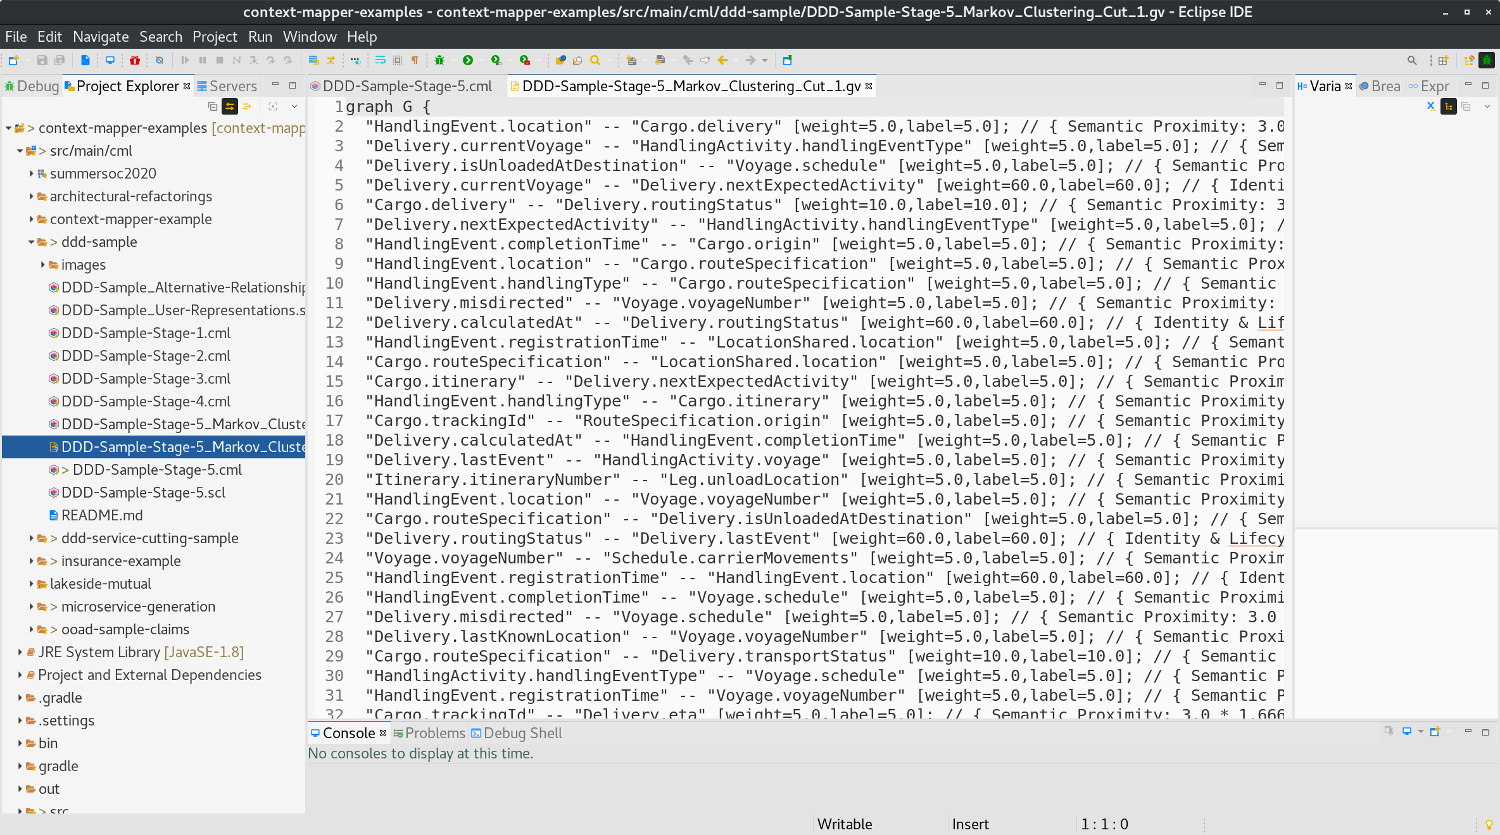 context-mapper-examples - context-mapper-examples/src/main/cml/ddd-sample/DDD-Sample-Stage-5_Markov_Clustering_Cut_1.gv - Eclipse IDE
File Edit Navigate Search Project Run Window Help
Debug Project Explorer Servers
DDD-Sample-Stage-5.cml DDD-Sample-Stage-5_Markov_Clustering_Cut_1.gv
Varia Brea Expr
> context-mapper-examples [context-mapp
> src/main/cml
summersoc2020
architectural-refactorings
context-mapper-example
> ddd-sample
images
DDD-Sample_Alternative-Relationship
DDD-Sample_User-Representations.s
DDD-Sample-Stage-1.cml
DDD-Sample-Stage-2.cml
DDD-Sample-Stage-3.cml
DDD-Sample-Stage-4.cml
DDD-Sample-Stage-5_Markov_Cluste
DDD-Sample-Stage-5_Markov_Cluste
> DDD-Sample-Stage-5.cml
DDD-Sample-Stage-5.scl
README.md
> ddd-service-cutting-sample
> insurance-example
lakeside-mutual
> microservice-generation
> ooad-sample-claims
JRE System Library [JavaSE-1.8]
Project and External Dependencies
.gradle
.settings
bin
gradle
out
> src
1 graph G {
2 "HandlingEvent.location" -- "Cargo.delivery" [weight=5.0,label=5.0]; // { Semantic Proximity: 3.0
3 "Delivery.currentVoyage" -- "HandlingActivity.handlingEventType" [weight=5.0,label=5.0]; // { Sem
4 "Delivery.isUnloadedAtDestination" -- "Voyage.schedule" [weight=5.0,label=5.0]; // { Semantic Pro
5 "Delivery.currentVoyage" -- "Delivery.nextExpectedActivity" [weight=60.0,label=60.0]; // { Identi
6 "Cargo.delivery" -- "Delivery.routingStatus" [weight=10.0,label=10.0]; // { Semantic Proximity: 3
7 "Delivery.nextExpectedActivity" -- "HandlingActivity.handlingEventType" [weight=5.0,label=5.0]; /
8 "HandlingEvent.completionTime" -- "Cargo.origin" [weight=5.0,label=5.0]; // { Semantic Proximity:
9 "HandlingEvent.location" -- "Cargo.routeSpecification" [weight=5.0,label=5.0]; // { Semantic Prox
10 "HandlingEvent.handlingType" -- "Cargo.routeSpecification" [weight=5.0,label=5.0]; // { Semantic
11 "Delivery.misdirected" -- "Voyage.voyageNumber" [weight=5.0,label=5.0]; // { Semantic Proximity:
12 "Delivery.calculatedAt" -- "Delivery.routingStatus" [weight=60.0,label=60.0]; // { Identity & Lif
13 "HandlingEvent.registrationTime" -- "LocationShared.location" [weight=5.0,label=5.0]; // { Semant
14 "Cargo.routeSpecification" -- "LocationShared.location" [weight=5.0,label=5.0]; // { Semantic Pro
15 "Cargo.itinerary" -- "Delivery.nextExpectedActivity" [weight=5.0,label=5.0]; // { Semantic Proxim
16 "HandlingEvent.handlingType" -- "Cargo.itinerary" [weight=5.0,label=5.0]; // { Semantic Proximity
17 "Cargo.trackingId" -- "RouteSpecification.origin" [weight=5.0,label=5.0]; // { Semantic Proximity
18 "Delivery.calculatedAt" -- "HandlingEvent.completionTime" [weight=5.0,label=5.0]; // { Semantic P
19 "Delivery.lastEvent" -- "HandlingActivity.voyage" [weight=5.0,label=5.0]; // { Semantic Proximity
20 "Itinerary.itineraryNumber" -- "Leg.unloadLocation" [weight=5.0,label=5.0]; // { Semantic Proximi
21 "HandlingEvent.location" -- "Voyage.voyageNumber" [weight=5.0,label=5.0]; // { Semantic Proximity
22 "Cargo.routeSpecification" -- "Delivery.isUnloadedAtDestination" [weight=5.0,label=5.0]; // { Sem
23 "Delivery.routingStatus" -- "Delivery.lastEvent" [weight=60.0,label=60.0]; // { Identity & Lifecy
24 "Voyage.voyageNumber" -- "Schedule.carrierMovements" [weight=5.0,label=5.0]; // { Semantic Proxim
25 "HandlingEvent.registrationTime" -- "HandlingEvent.location" [weight=60.0,label=60.0]; // { Ident
26 "HandlingEvent.completionTime" -- "Voyage.schedule" [weight=5.0,label=5.0]; // { Semantic Proximi
27 "Delivery.misdirected" -- "Voyage.schedule" [weight=5.0,label=5.0]; // { Semantic Proximity: 3.0
28 "Delivery.lastKnownLocation" -- "Voyage.voyageNumber" [weight=5.0,label=5.0]; // { Semantic Proxi
29 "Cargo.routeSpecification" -- "Delivery.transportStatus" [weight=10.0,label=10.0]; // { Semantic
30 "HandlingActivity.handlingEventType" -- "Voyage.schedule" [weight=5.0,label=5.0]; // { Semantic P
31 "HandlingEvent.registrationTime" -- "Voyage.voyageNumber" [weight=5.0,label=5.0]; // { Semantic P
32 "Cargo.trackingId" -- "Delivery.eta" [weight=5.0,label=5.0]; // { Semantic Proximity: 3.0 * 1.666
Console Problems Debug Shell
No consoles to display at this time.
Writable Insert 1 : 1 : 0